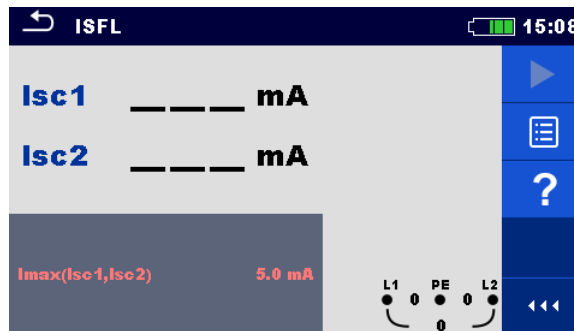 ISFL 15:08
Isc1 ___ mA
Isc2 ___ mA
?
Imax(Isc1,Isc2) 5.0 mA
L1 PE L2
0 0
0